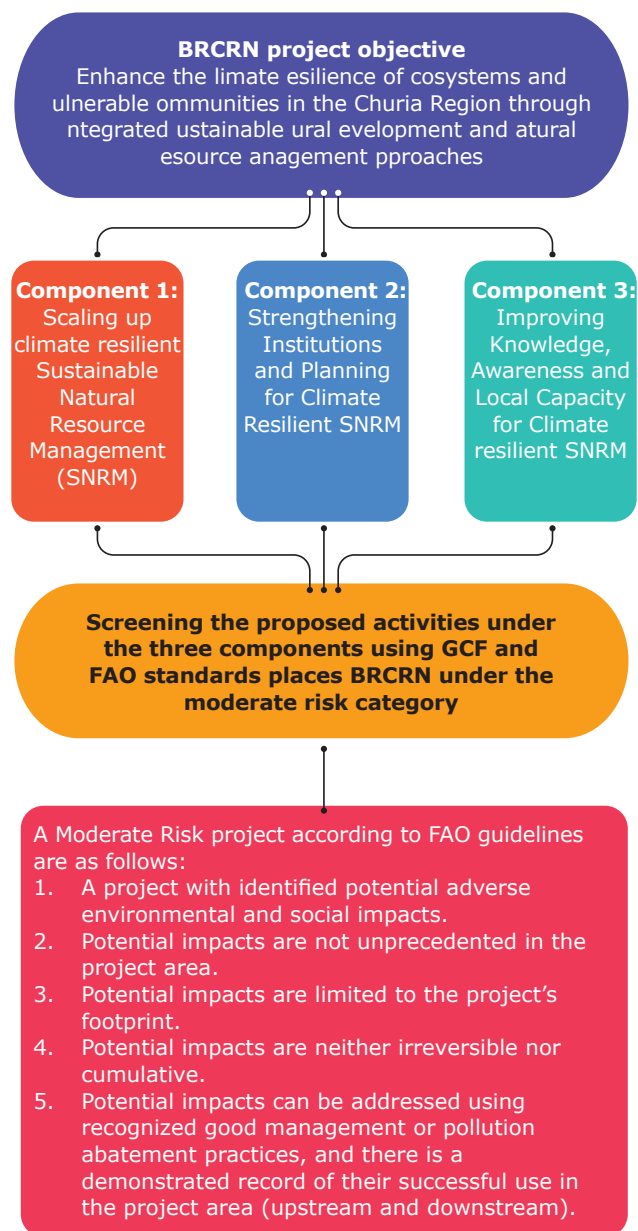 BRCRN project objective
Enhance the limate esilience of cosystems and
ulnerable ommunities in the Churia Region through
ntegrated ustainable ural evelopment and atural
esource anagement pproaches
Component 1:
Scaling up
climate resilient
Sustainable
Natural
Resource
Management
(SNRM)
Component 2:
Strengthening
Institutions
and Planning
for Climate
Resilient SNRM
Component 3:
Improving
Knowledge,
Awareness and
Local Capacity
for Climate
resilient SNRM
Screening the proposed activities under
the three components using GCF and
FAO standards places BRCRN under the
moderate risk category
A Moderate Risk project according to FAO guidelines
are as follows:
1. A project with identified potential adverse
environmental and social impacts.
2. Potential impacts are not unprecedented in the
project area.
3. Potential impacts are limited to the project's
footprint.
4. Potential impacts are neither irreversible nor
cumulative.
5. Potential impacts can be addressed using
recognized good management or pollution
abatement practices, and there is a
demonstrated record of their successful use in
the project area (upstream and downstream).